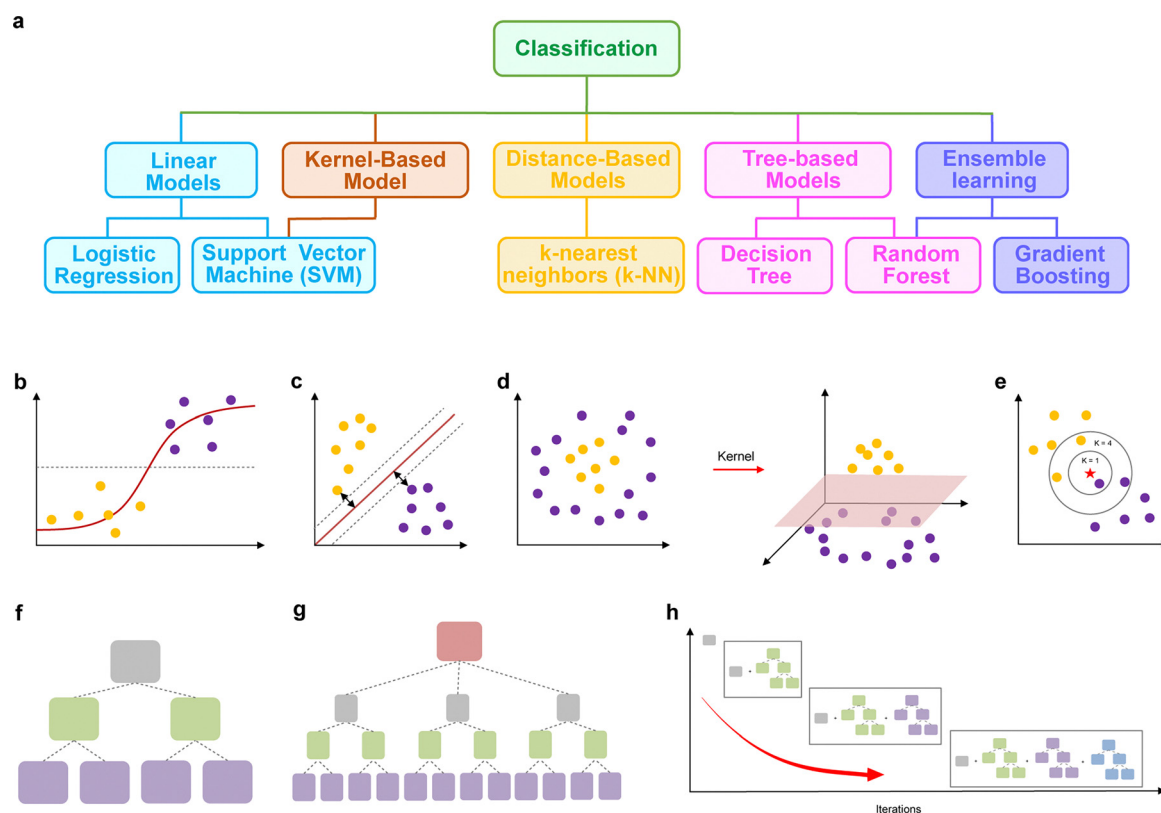 a
Classification
Linear
Models
Kernel-Based
Model
Distance-Based
Models
Tree-based
Models
Ensemble
learning
Logistic
Regression
Support Vector
Machine (SVM)
k-nearest
neighbors (k-NN)
Decision
Tree
Random
Forest
Gradient
Boosting
b
c
d
Kernel
e
K = 4
K = 1
f
g
h
Iterations